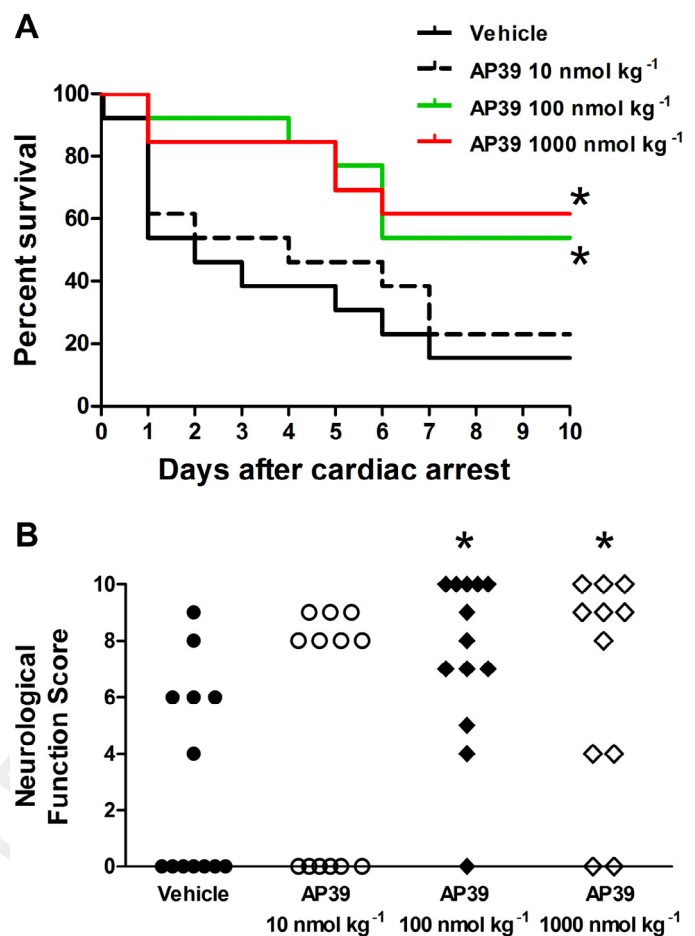 A
Vehicle
AP39 10 nmol kg⁻¹
AP39 100 nmol kg⁻¹
AP39 1000 nmol kg⁻¹
Percent survival
100
80
60
40
20
0
*
*
0 1 2 3 4 5 6 7 8 9 10
Days after cardiac arrest
B
* *
Neurological
Function Score
10
8
6
4
2
0
Vehicle AP39 AP39 AP39
10 nmol kg⁻¹ 100 nmol kg⁻¹ 1000 nmol kg⁻¹